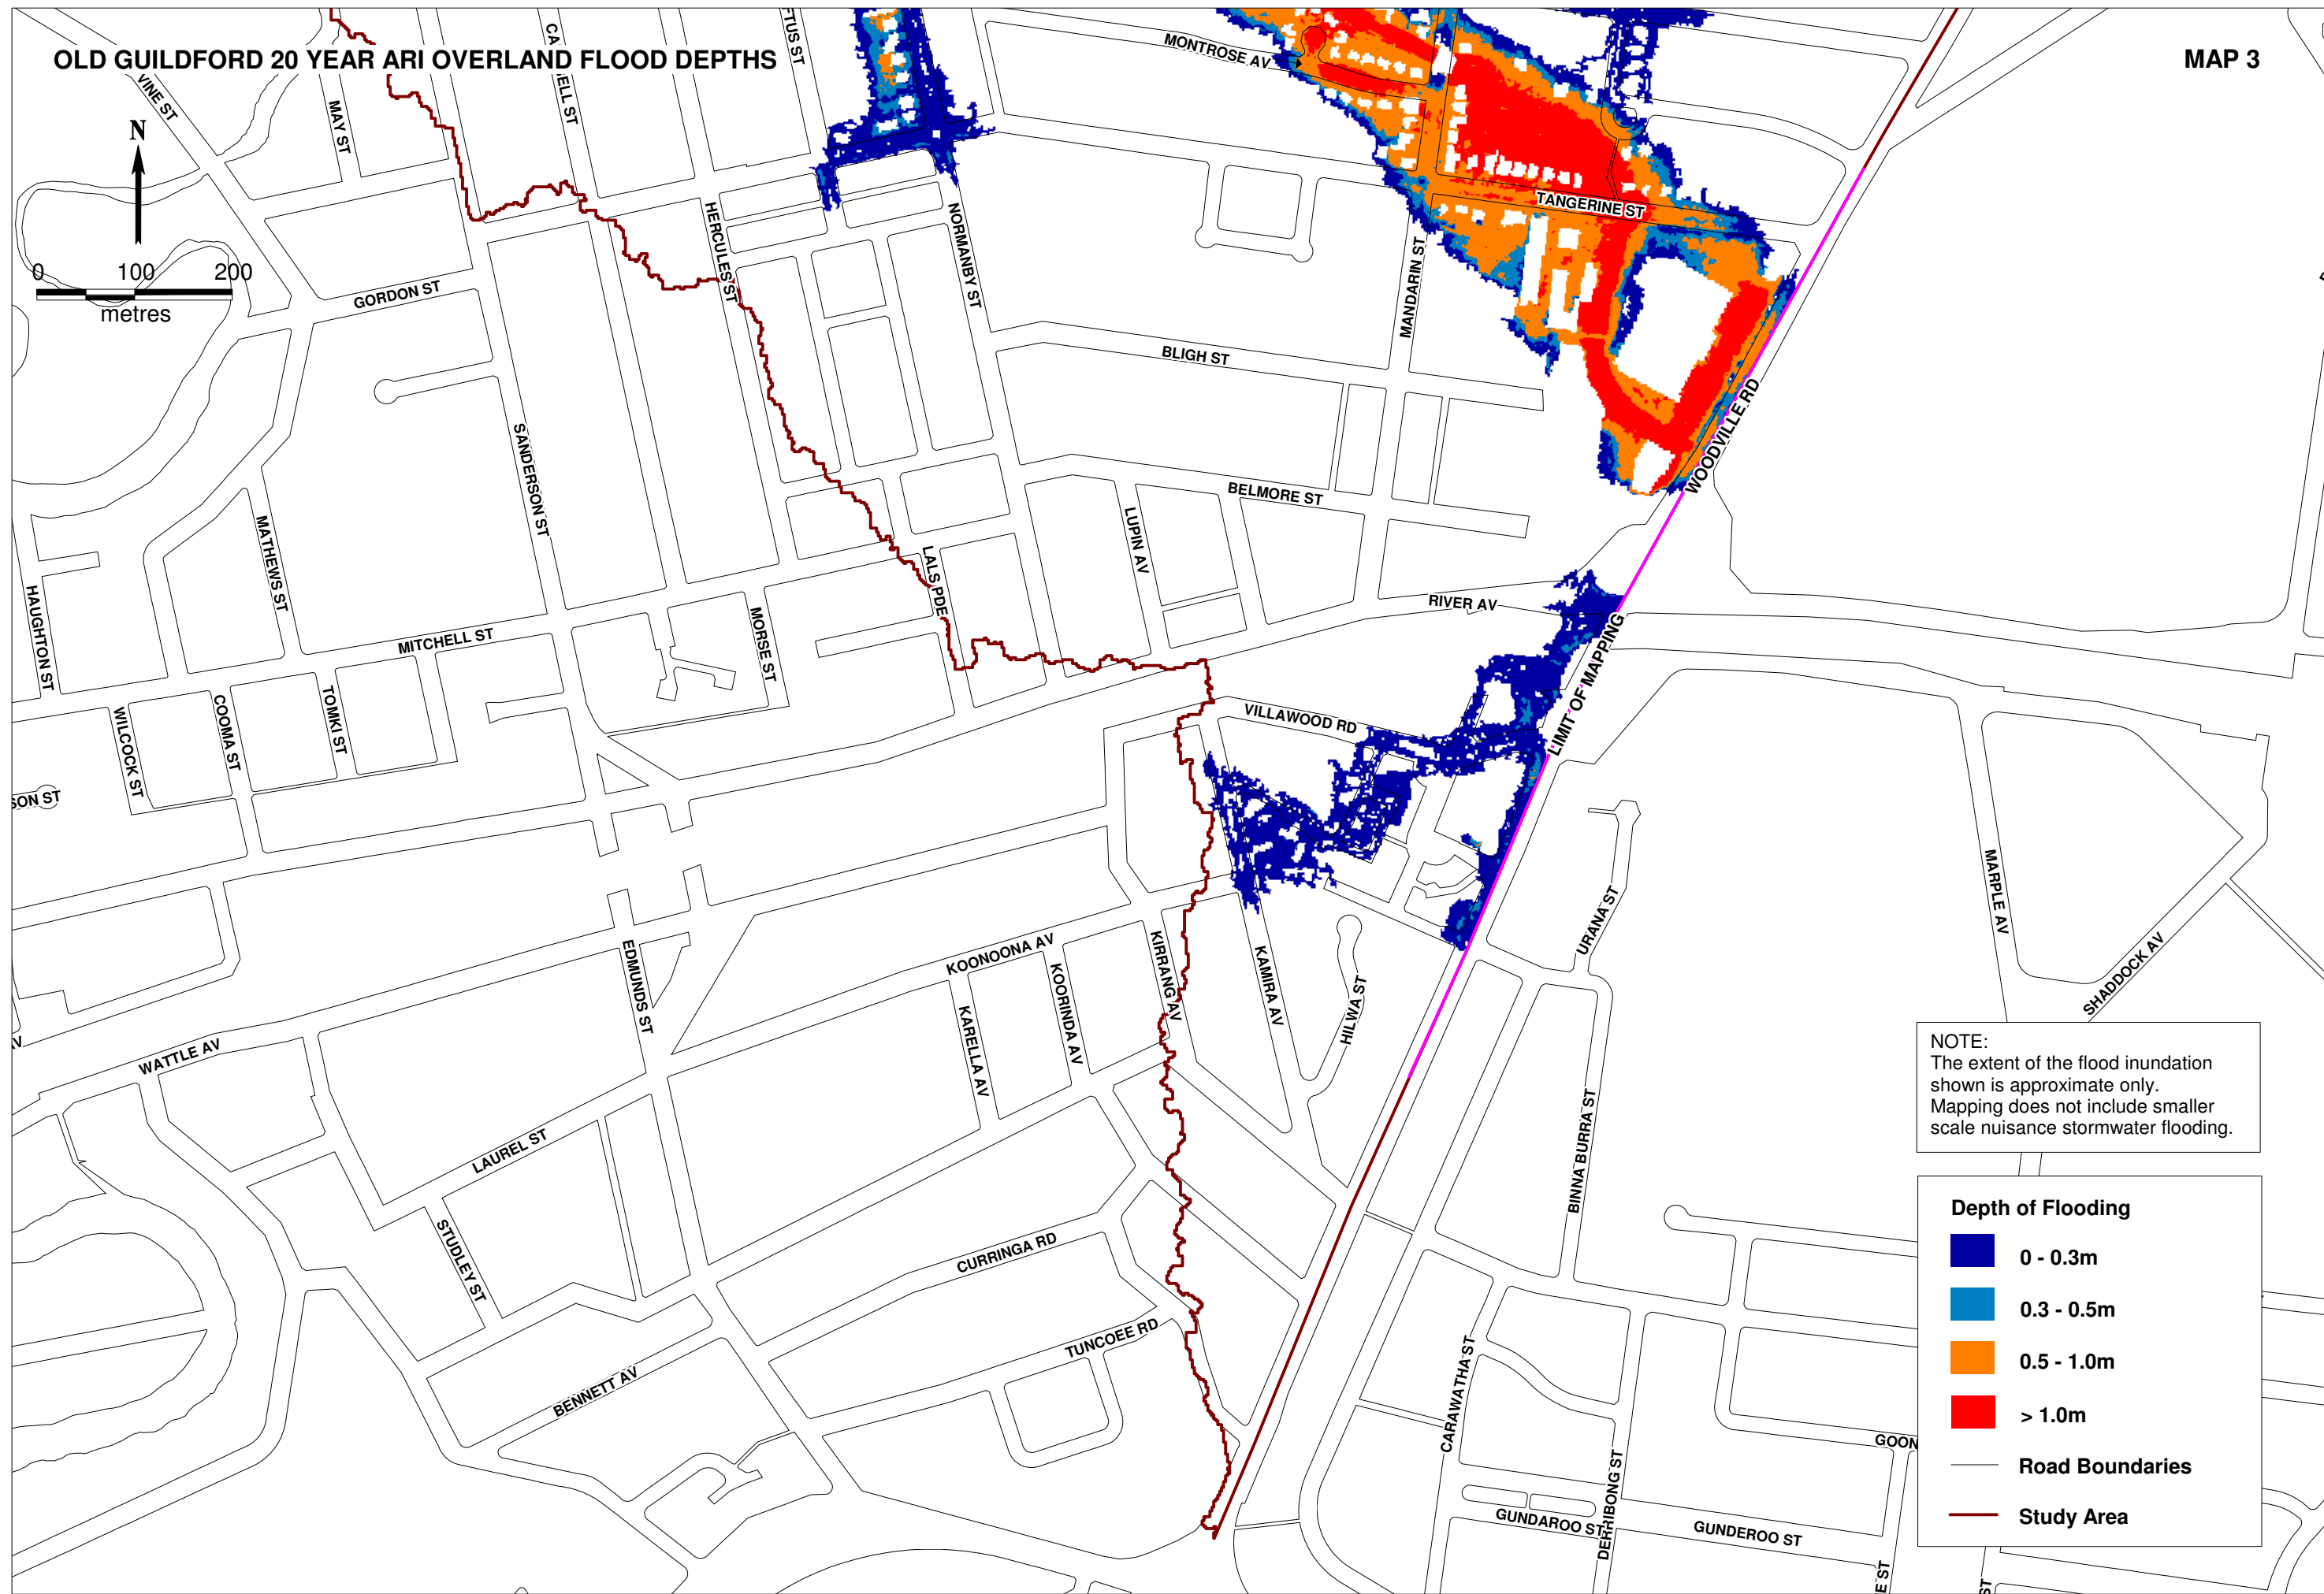 OLD GUILDFORD 20 YEAR ARI OVERLAND FLOOD DEPTHS
MAP 3
N
0 100 200
metres
VINE ST
MAY ST
MONTROSE AV
TANGERINE ST
HERCULES ST
NORMANBY ST
MANDARIN ST
GORDON ST
BLIGH ST
WOODVILLE RD
SANDERSON ST
BELMORE ST
LUPIN AV
MATHEWS ST
LALS PDE
HAUGHTON ST
MITCHELL ST
MORSE ST
RIVER AV
LIMIT OF MAPPING
WILCOCK ST
COOMA ST
TOMKI ST
VILLAWOOD RD
SON ST
EDMUNDS ST
KOONOONA AV
KOORINDA AV
KARELLA AV
KIRRANG AV
KAMIRA AV
HILWA ST
URANA ST
MARPLE AV
SHADDOCK AV
WATTLE AV
LAUREL ST
STUDLEY ST
CURRINGA RD
TUNCOEE RD
BENNETT AV
BINNA BURRA ST
CARAWATHA ST
DERRIBONG ST
GUNDAROO ST
GUNDEROO ST
GOON
NOTE:
The extent of the flood inundation
shown is approximate only.
Mapping does not include smaller
scale nuisance stormwater flooding.
Depth of Flooding
0 - 0.3m
0.3 - 0.5m
0.5 - 1.0m
> 1.0m
Road Boundaries
Study Area